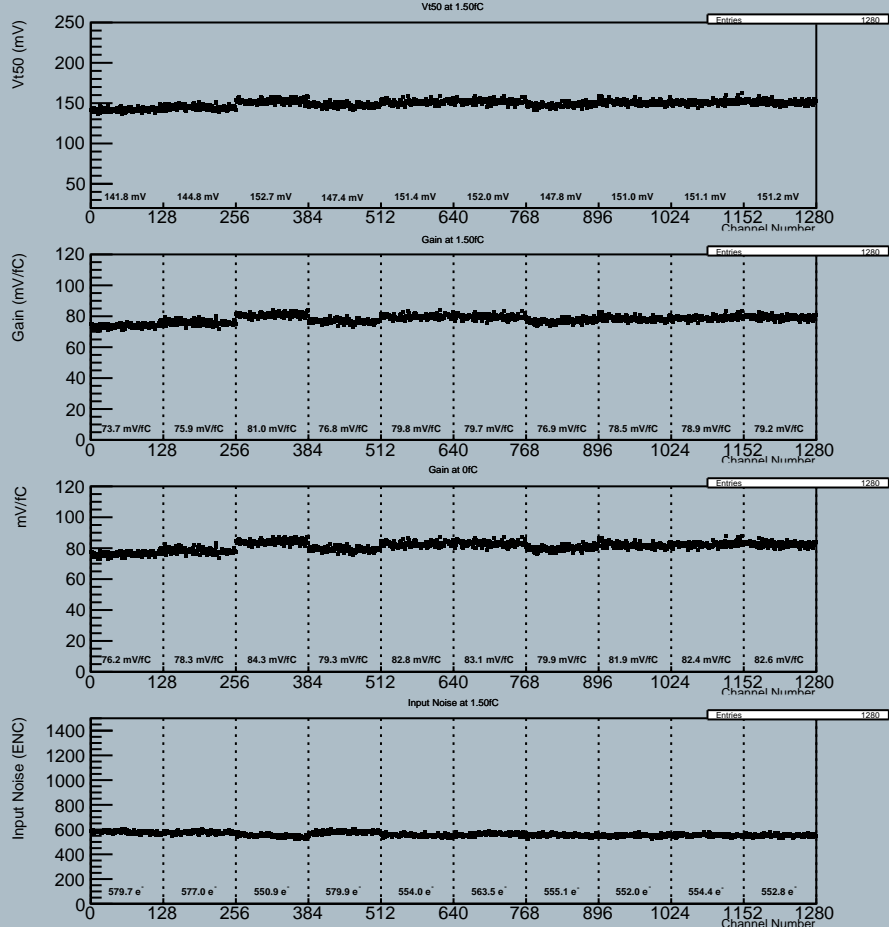 Vt50 at 1.50fC
Entries 1280
Vt50 (mV)
250
200
150
100
50
141.8 mV 144.8 mV 152.7 mV 147.4 mV 151.4 mV 152.0 mV 147.8 mV 151.0 mV 151.1 mV 151.2 mV
0 128 256 384 512 640 768 896 1024 1152 1280
Channel Number
Gain at 1.50fC
Entries 1280
Gain (mV/fC)
120
100
80
60
40
20
0
73.7 mV/fC 75.9 mV/fC 81.0 mV/fC 76.8 mV/fC 79.8 mV/fC 79.7 mV/fC 76.9 mV/fC 78.5 mV/fC 78.9 mV/fC 79.2 mV/fC
0 128 256 384 512 640 768 896 1024 1152 1280
Channel Number
Gain at 0fC
Entries 1280
mV/fC
120
100
80
60
40
20
0
76.2 mV/fC 78.3 mV/fC 84.3 mV/fC 79.3 mV/fC 82.8 mV/fC 83.1 mV/fC 79.9 mV/fC 81.9 mV/fC 82.4 mV/fC 82.6 mV/fC
0 128 256 384 512 640 768 896 1024 1152 1280
Channel Number
Input Noise at 1.50fC
Entries 1280
Input Noise (ENC)
1400
1200
1000
800
600
400
200
0
579.7 e⁻ 577.0 e⁻ 550.9 e⁻ 579.9 e⁻ 554.0 e⁻ 563.5 e⁻ 555.1 e⁻ 552.0 e⁻ 554.4 e⁻ 552.8 e⁻
0 128 256 384 512 640 768 896 1024 1152 1280
Channel Number